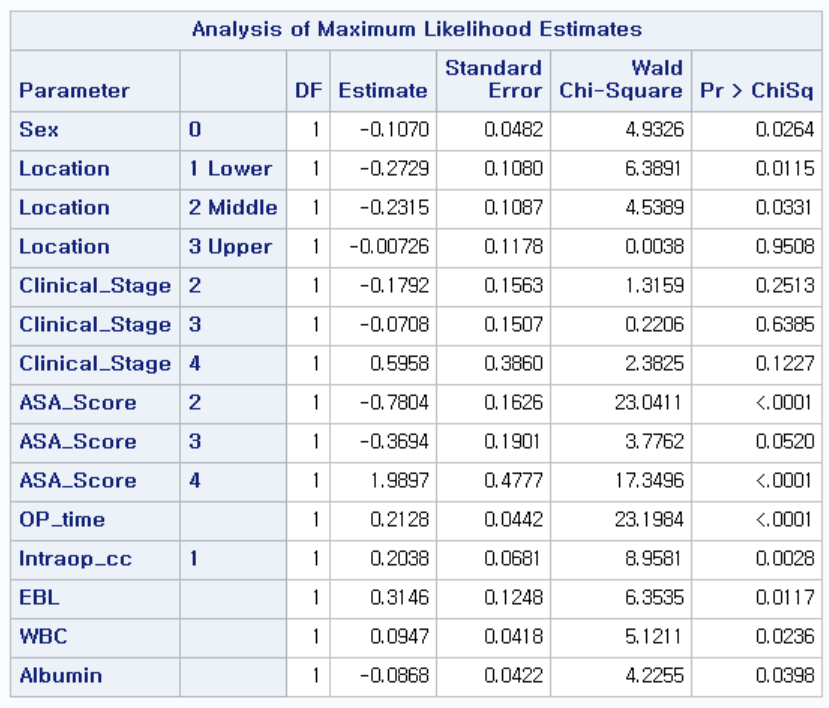 Analysis of Maximum Likelihood Estimates
Parameter DF Estimate Standard Error Wald Chi-Square Pr > ChiSq
Sex 0 1 -0.1070 0.0482 4.9326 0.0264
Location 1 Lower 1 -0.2729 0.1080 6.3891 0.0115
Location 2 Middle 1 -0.2315 0.1087 4.5389 0.0331
Location 3 Upper 1 -0.00726 0.1178 0.0038 0.9508
Clinical_Stage 2 1 -0.1792 0.1563 1.3159 0.2513
Clinical_Stage 3 1 -0.0708 0.1507 0.2206 0.6385
Clinical_Stage 4 1 0.5958 0.3860 2.3825 0.1227
ASA_Score 2 1 -0.7804 0.1626 23.0411 <.0001
ASA_Score 3 1 -0.3694 0.1901 3.7762 0.0520
ASA_Score 4 1 1.9897 0.4777 17.3496 <.0001
OP_time 1 0.2128 0.0442 23.1984 <.0001
Intraop_cc 1 1 0.2038 0.0681 8.9581 0.0028
EBL 1 0.3146 0.1248 6.3535 0.0117
WBC 1 0.0947 0.0418 5.1211 0.0236
Albumin 1 -0.0868 0.0422 4.2255 0.0398